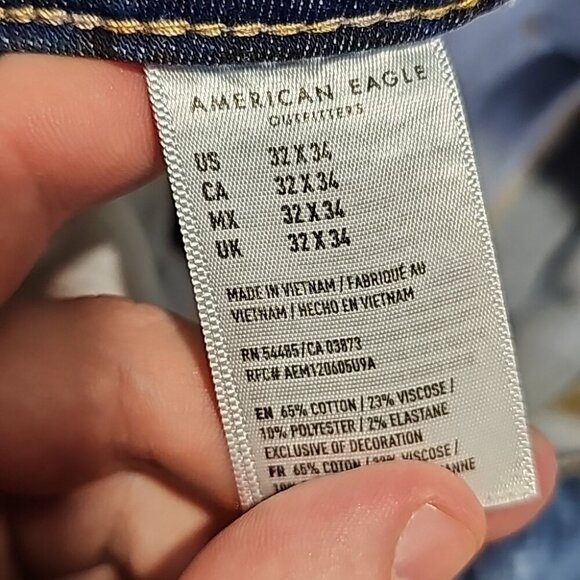 AMERICAN EAGLE
OUTFITTERS
US 32 X 34
CA 32 X 34
MX 32 X 34
UK 32 X 34
MADE IN VIETNAM / FABRIQUÉ AU
VIETNAM / HECHO EN VIETNAM
RN 54485/CA 03873
RFC# AEM120605U9A
EN 65% COTTON / 23% VISCOSE /
10% POLYESTER / 2% ELASTANE
EXCLUSIVE OF DECORATION
FR 65% COTON / 23% VISCOSE /